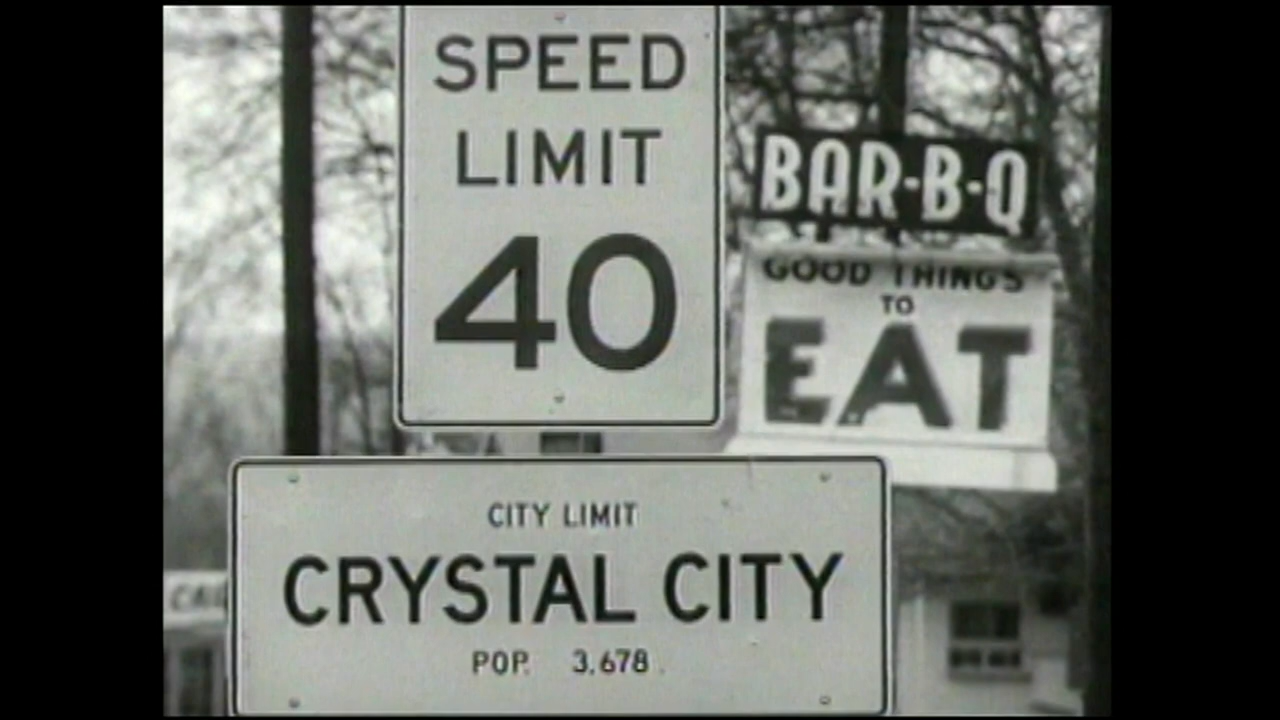 SPEED
LIMIT
40
BAR-B-Q
GOOD THINGS
TO
EAT
CITY LIMIT
CRYSTAL CITY
POP. 3,678